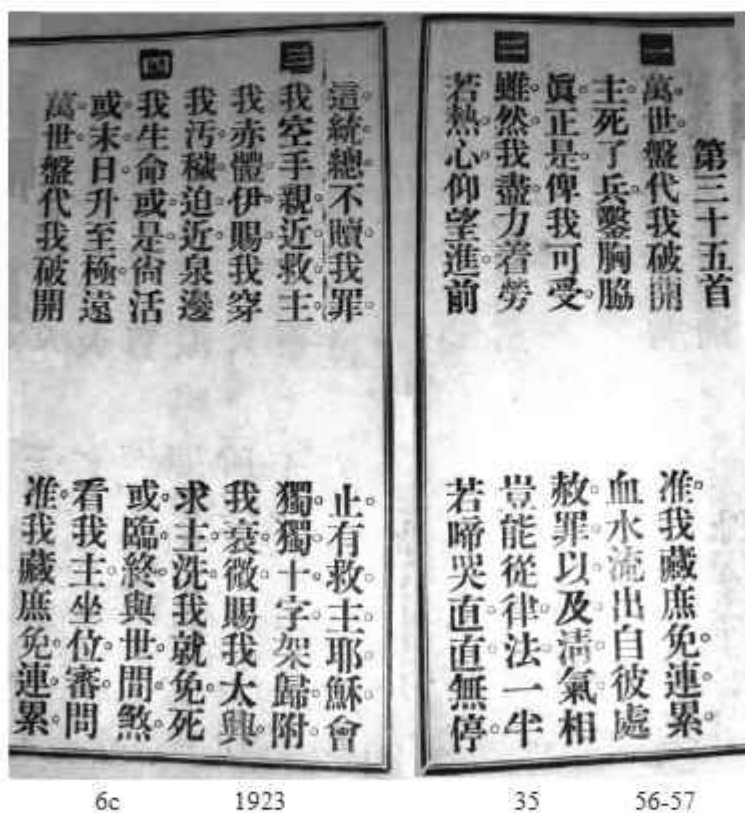 第三十五首
一 萬世盤代我破開 准我藏庶免連累
主死了兵鑿胸脇 血水流出自彼處
眞正是俾我可受 赦罪以及淸氣相
二 雖然我盡力着勞 豈能從律法一半
若熱心仰望進前 若啼哭直直無停
這統總不贖我罪 止有救主耶穌會
三 我空手親近救主 獨獨十字架歸附
我赤體伊賜我穿 我衰微賜我太興
我汚穢迫近泉邊 求主洗我就免死
四 我生命或是尙活 或臨終與世間煞
或末日升至極遠 看我主坐位審問
萬世盤代我破開 准我藏庶免連累
6c 1923 35 56-57